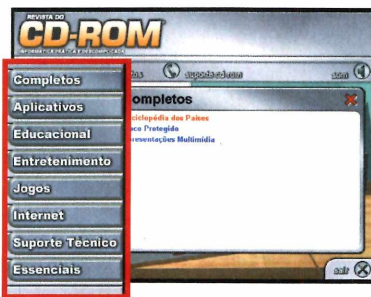 REVISTA DO
CD-ROM
INFORMÁTICA PRÁTICA E DESCOMPLICADA
suporte cd-rom
som
Completos
Aplicativos
Educacional
Entretenimento
Jogos
Internet
Suporte Técnico
Essenciais
ompletos
ciclopédia dos Países
nco Protegido
resentações Multimídia
sair